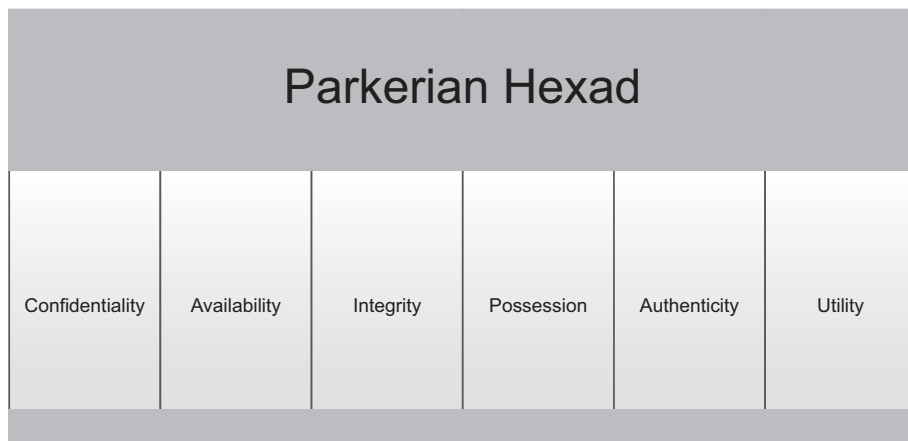 Parkerian Hexad
Confidentiality
Availability
Integrity
Possession
Authenticity
Utility